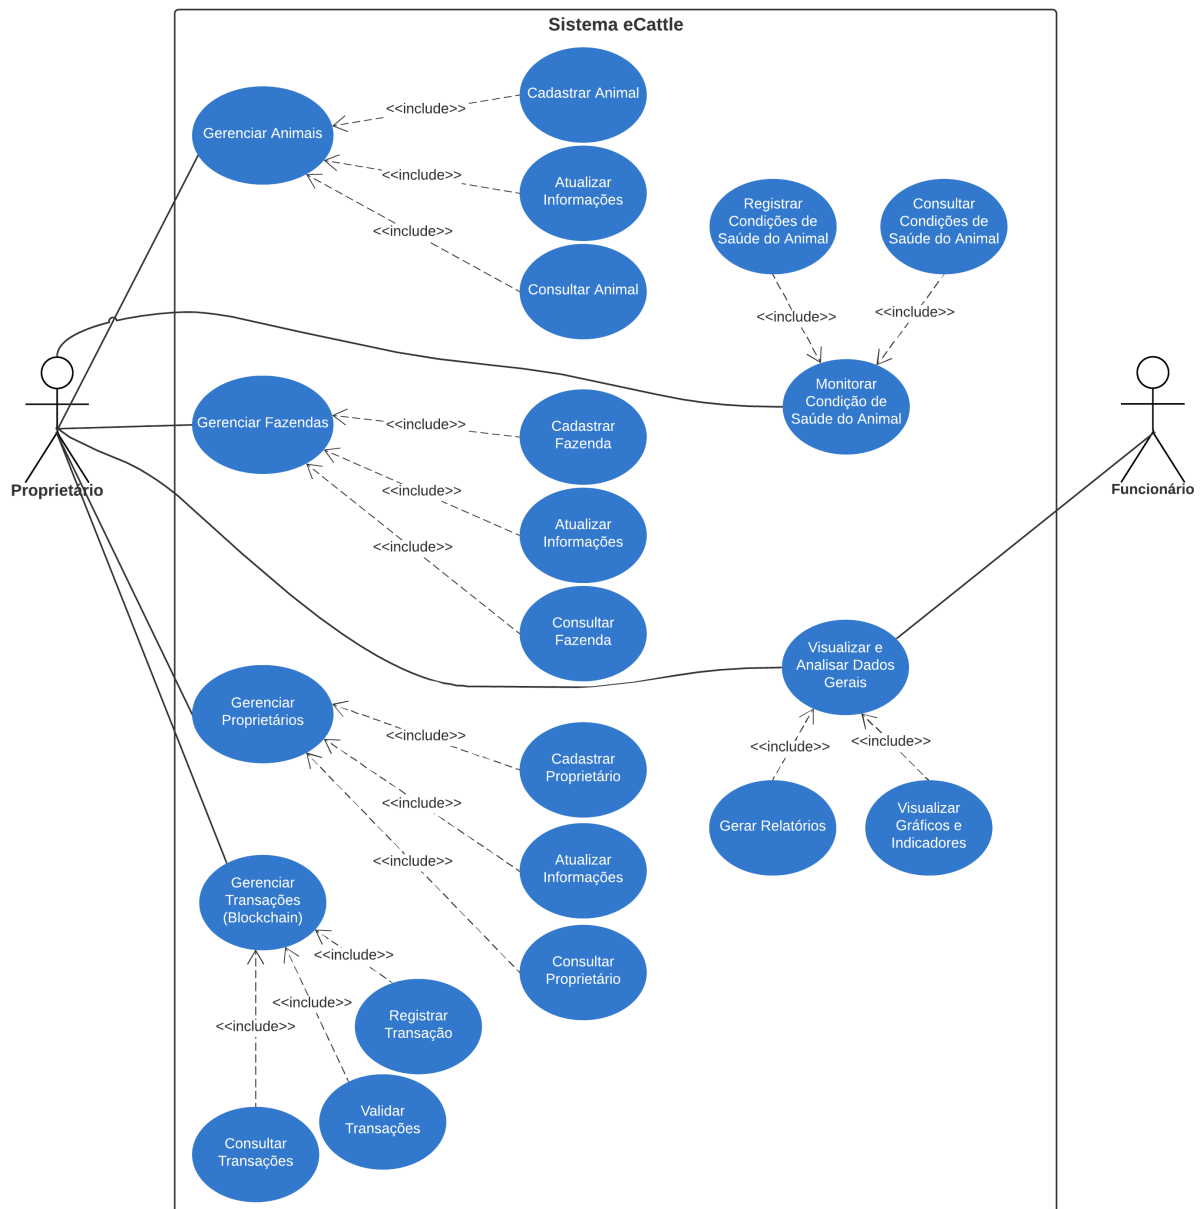 Sistema eCattle
Cadastrar Animal
<<include>>
Gerenciar Animais
Atualizar
Informações
<<include>>
Consultar Animal
<<include>>
Registrar
Condições de
Saúde do Animal
Consultar
Condições de
Saúde do Animal
<<include>>
<<include>>
Monitorar
Condição de
Saúde do Animal
Proprietário
Funcionário
Gerenciar Fazendas
<<include>>
Cadastrar
Fazenda
<<include>>
Atualizar
Informações
<<include>>
Consultar
Fazenda
Visualizar e
Analisar Dados
Gerais
<<include>>
<<include>>
Gerar Relatórios
Visualizar
Gráficos e
Indicadores
Gerenciar
Proprietários
<<include>>
Cadastrar
Proprietário
<<include>>
Atualizar
Informações
<<include>>
Consultar
Proprietário
Gerenciar
Transações
(Blockchain)
<<include>>
<<include>>
<<include>>
Registrar
Transação
Validar
Transações
Consultar
Transações